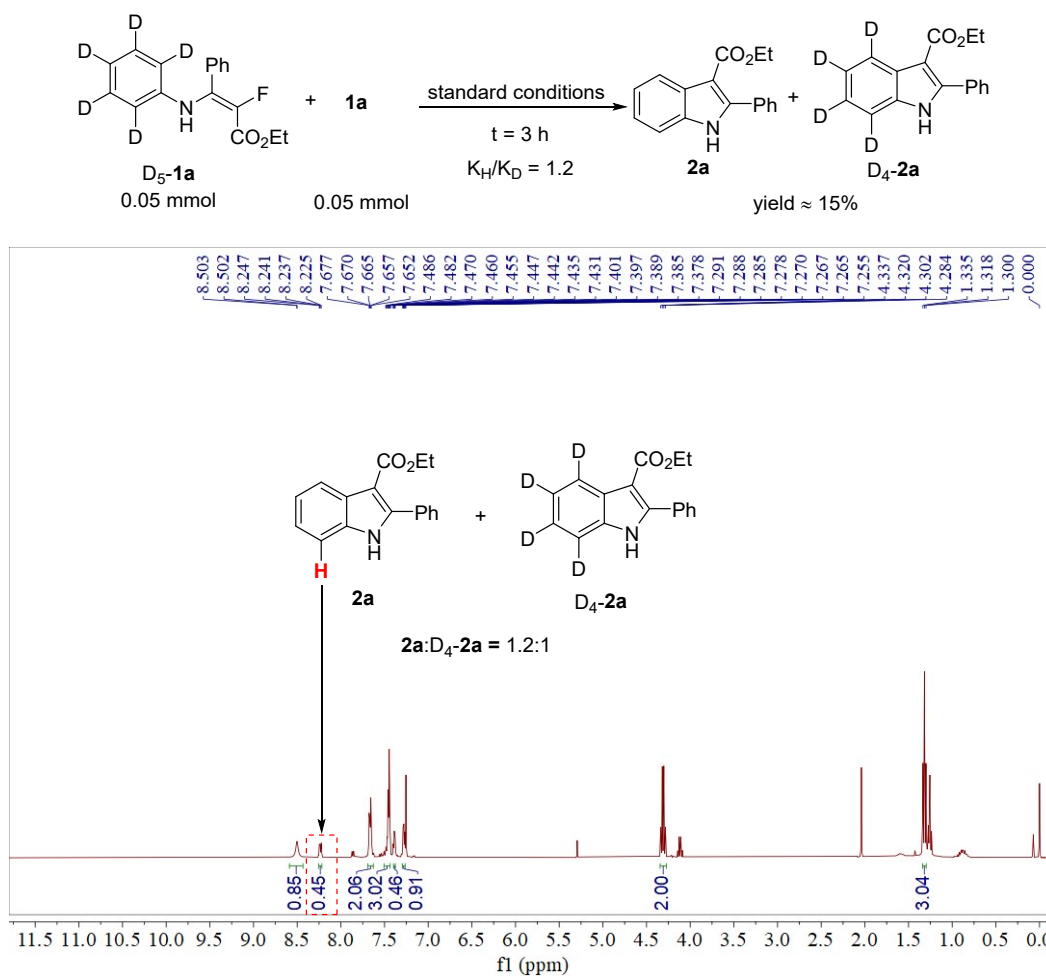 D
D
D
Ph
F
N
H
D
D
CO₂Et
D₅-1a
0.05 mmol
+
1a
0.05 mmol
standard conditions
t = 3 h
K_H/K_D = 1.2
CO₂Et
Ph
N
H
2a
+
D
CO₂Et
D
D
Ph
N
H
D
D₄-2a
yield ≈ 15%
8.503
8.502
8.247
8.241
8.237
8.225
7.677
7.670
7.665
7.657
7.652
7.486
7.482
7.470
7.460
7.455
7.447
7.442
7.435
7.431
7.401
7.397
7.389
7.385
7.378
7.291
7.288
7.285
7.278
7.270
7.267
7.265
7.255
4.337
4.320
4.302
4.284
1.335
1.318
1.300
0.000
CO₂Et
Ph
N
H
H
2a
+
D
CO₂Et
D
D
Ph
N
H
D
D₄-2a
2a:D₄-2a = 1.2:1
0.85
0.45
2.06
3.02
0.46
0.91
2.00
3.04
11.5 11.0 10.5 10.0 9.5 9.0 8.5 8.0 7.5 7.0 6.5 6.0 5.5 5.0 4.5 4.0 3.5 3.0 2.5 2.0 1.5 1.0 0.5 0.0
f1 (ppm)